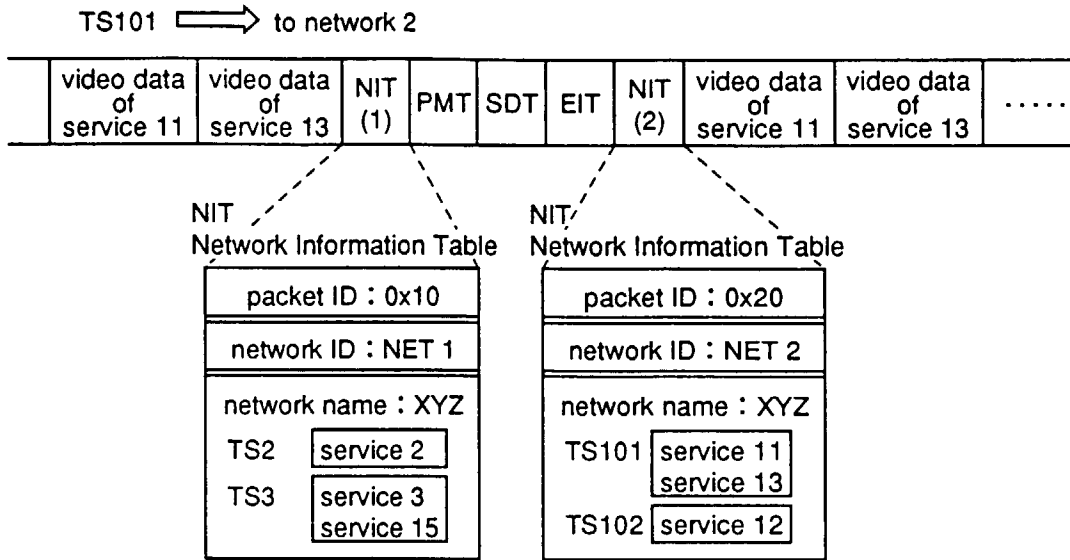 TS101 to network 2
video data of service 11
video data of service 13
NIT (1)
PMT
SDT
EIT
NIT (2)
video data of service 11
video data of service 13
.....
NIT
Network Information Table
packet ID : 0x10
network ID : NET 1
network name : XYZ
TS2 service 2
TS3 service 3
service 15
NIT
Network Information Table
packet ID : 0x20
network ID : NET 2
network name : XYZ
TS101 service 11
service 13
TS102 service 12